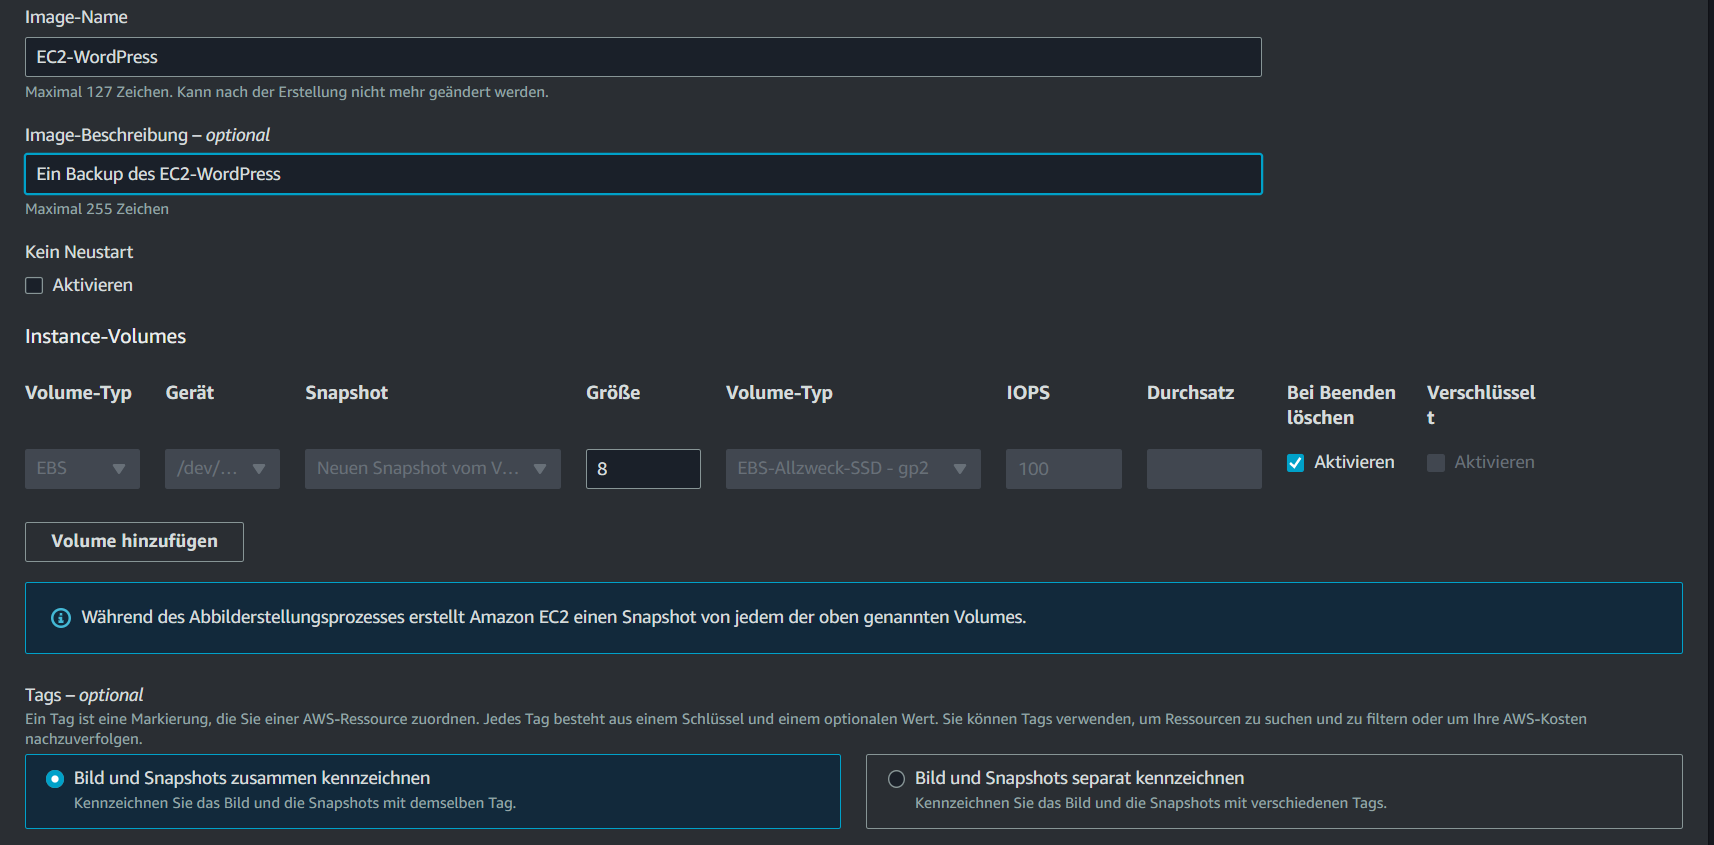 Image-Name
EC2-WordPress
Maximal 127 Zeichen. Kann nach der Erstellung nicht mehr geändert werden.
Image-Beschreibung – optional
Ein Backup des EC2-WordPress
Maximal 255 Zeichen
Kein Neustart
Aktivieren
Instance-Volumes
Volume-Typ Gerät Snapshot Größe Volume-Typ IOPS Durchsatz Bei Beenden Verschlüssel
löschen t
EBS /dev/... Neuen Snapshot vom V... 8 EBS-Allzweck-SSD - gp2 100 Aktivieren Aktivieren
Volume hinzufügen
Während des Abbilderstellungsprozesses erstellt Amazon EC2 einen Snapshot von jedem der oben genannten Volumes.
Tags – optional
Ein Tag ist eine Markierung, die Sie einer AWS-Ressource zuordnen. Jedes Tag besteht aus einem Schlüssel und einem optionalen Wert. Sie können Tags verwenden, um Ressourcen zu suchen und zu filtern oder um Ihre AWS-Kosten
nachzuverfolgen.
Bild und Snapshots zusammen kennzeichnen
Kennzeichnen Sie das Bild und die Snapshots mit demselben Tag.
Bild und Snapshots separat kennzeichnen
Kennzeichnen Sie das Bild und die Snapshots mit verschiedenen Tags.